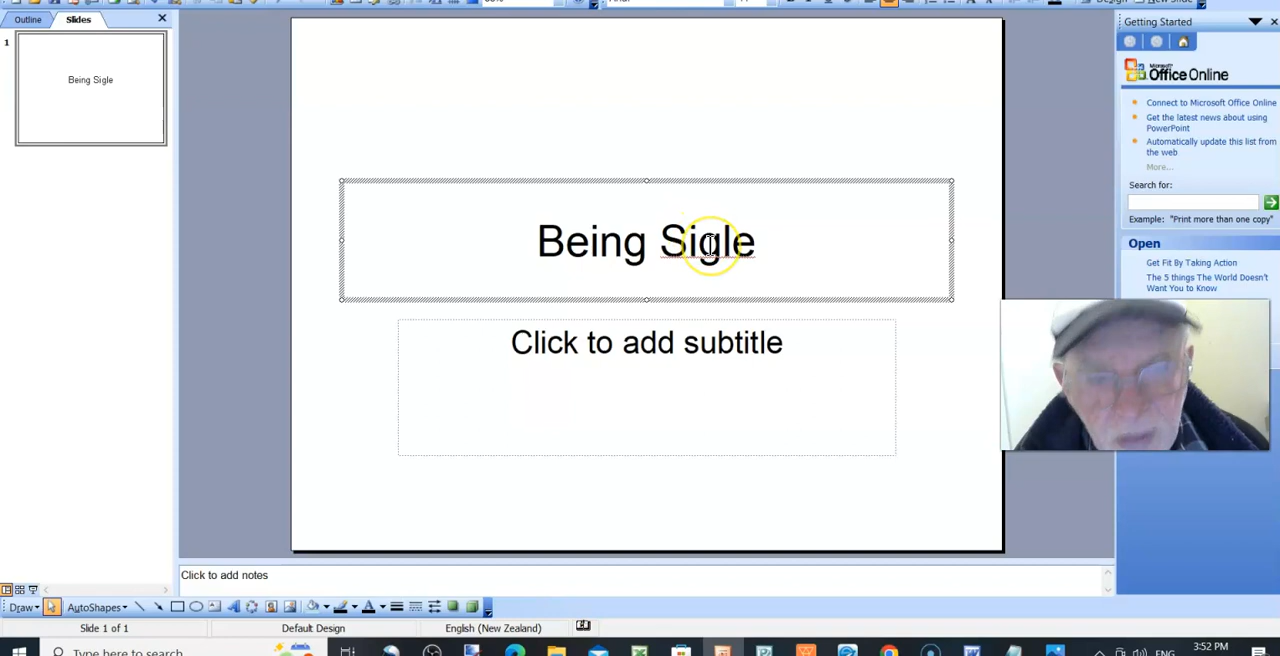 Outline
Slides
Getting Started
1
Being Sigle
Microsoft
Office Online
Connect to Microsoft Office Online
Get the latest news about using
PowerPoint
Automatically update this list from
the web
More...
Search for:
Example: "Print more than one copy"
Being Sigle
Open
Get Fit By Taking Action
The 5 things The World Doesn't
Want You to Know
Click to add subtitle
Click to add notes
Draw
AutoShapes
Slide 1 of 1
Default Design
English (New Zealand)
Type here to search
ENG
3:52 PM